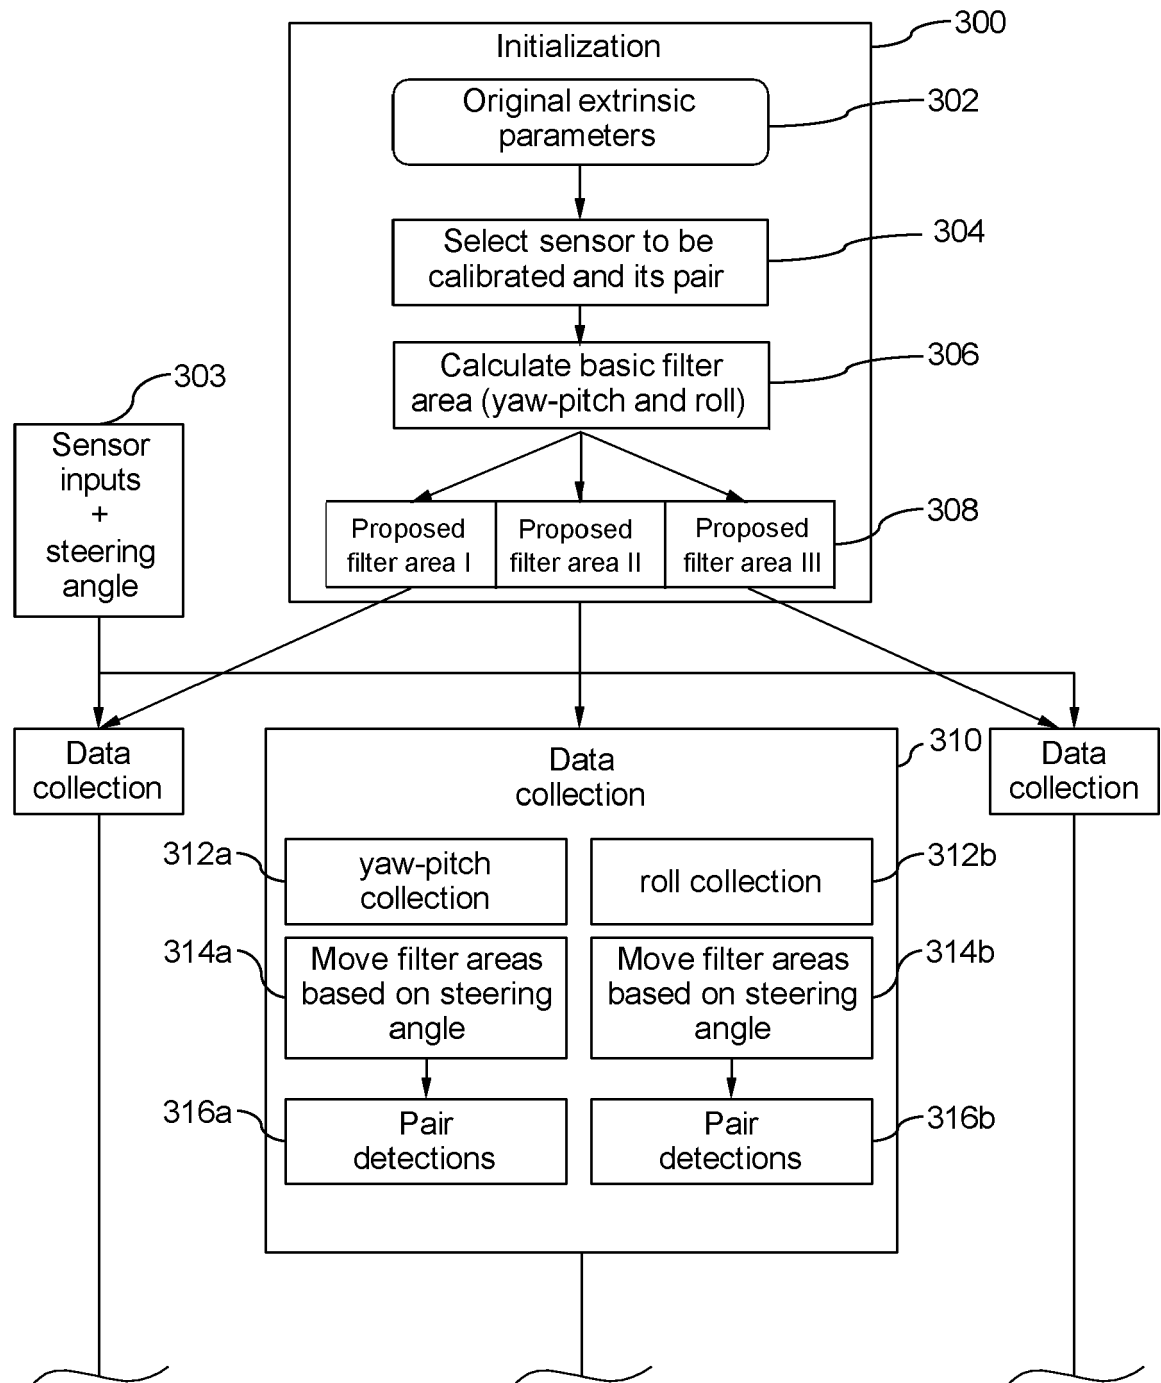 300
Initialization
Original extrinsic
parameters
302
Select sensor to be
calibrated and its pair
304
Calculate basic filter
area (yaw-pitch and roll)
306
303
Sensor
inputs
+
steering
angle
Proposed
filter area I
Proposed
filter area II
Proposed
filter area III
308
Data
collection
Data
collection
310
Data
collection
312a
yaw-pitch
collection
roll collection
312b
314a
Move filter areas
based on steering
angle
Move filter areas
based on steering
angle
314b
316a
Pair
detections
Pair
detections
316b